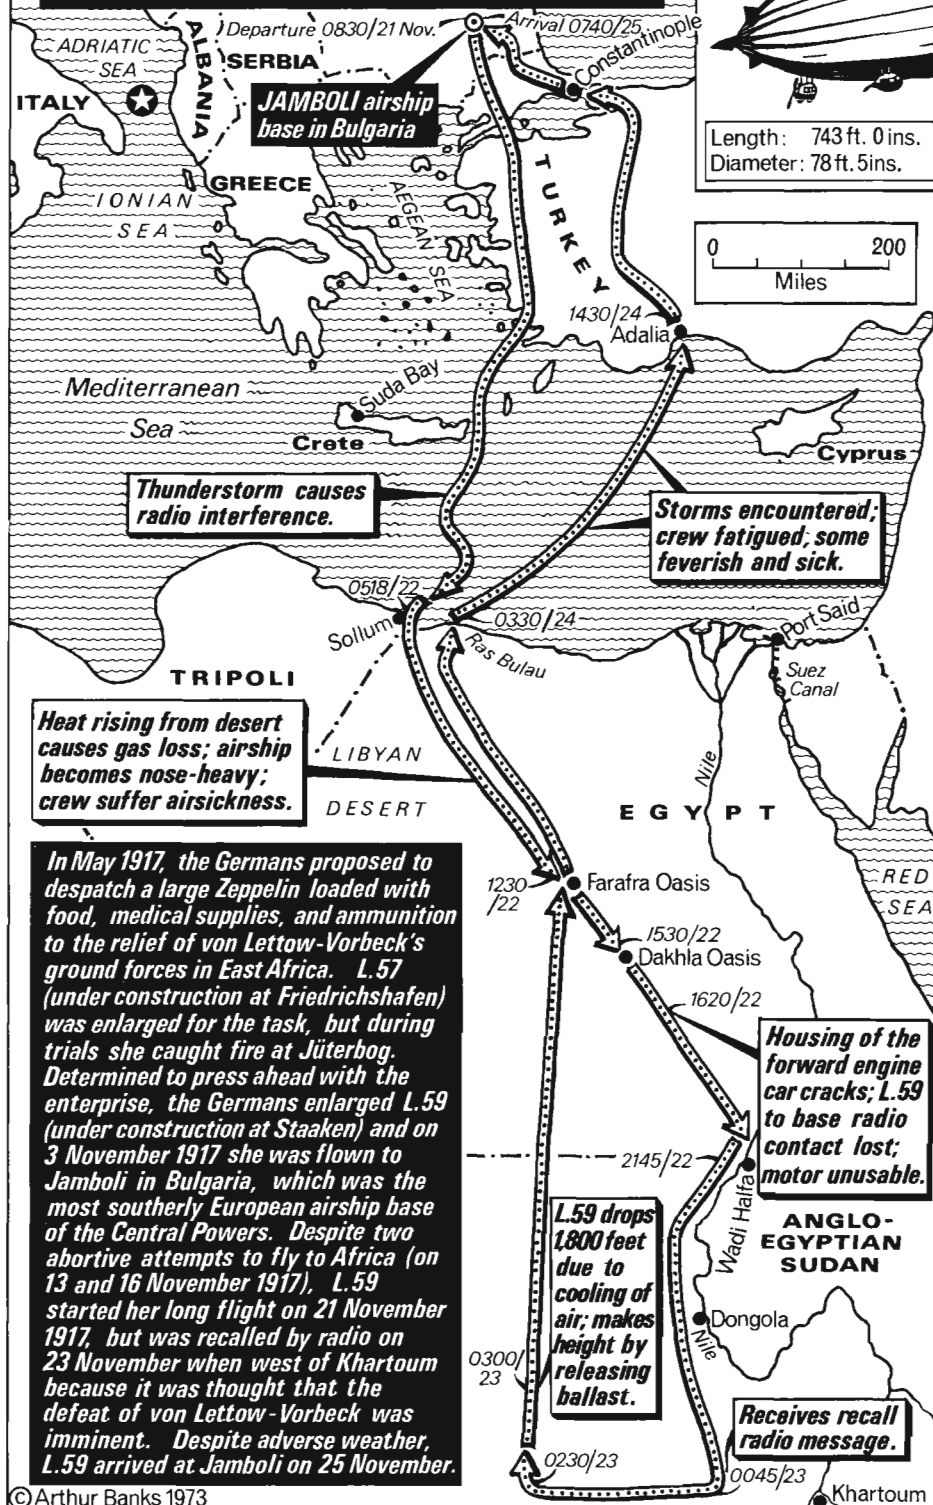 Departure 0830/21 Nov.
Arrival 0740/25
Constantinople
ADRIATIC
SEA
ALBANIA
SERBIA
ITALY
JAMBOLI airship
base in Bulgaria
Length: 743 ft. 0 ins.
Diameter: 78 ft. 5 ins.
GREECE
IONIAN
SEA
AEGEAN SEA
TURKEY
0 200
Miles
1430/24
Adalia
Mediterranean
Sea
Suda Bay
Crete
Cyprus
Thunderstorm causes
radio interference.
Storms encountered;
crew fatigued; some
feverish and sick.
0518/22
Sollum
0330/24
Ras Bulau
Port Said
Suez
Canal
TRIPOLI
Heat rising from desert
causes gas loss; airship
becomes nose-heavy;
crew suffer airsickness.
LIBYAN
DESERT
Nile
EGYPT
RED
SEA
1230
/22
Farafra Oasis
1530/22
Dakhla Oasis
1620/22
In May 1917, the Germans proposed to
despatch a large Zeppelin loaded with
food, medical supplies, and ammunition
to the relief of von Lettow-Vorbeck's
ground forces in East Africa. L.57
(under construction at Friedrichshafen)
was enlarged for the task, but during
trials she caught fire at Jüterbog.
Determined to press ahead with the
enterprise, the Germans enlarged L.59
(under construction at Staaken) and on
3 November 1917 she was flown to
Jamboli in Bulgaria, which was the
most southerly European airship base
of the Central Powers. Despite two
abortive attempts to fly to Africa (on
13 and 16 November 1917), L.59
started her long flight on 21 November
1917, but was recalled by radio on
23 November when west of Khartoum
because it was thought that the
defeat of von Lettow-Vorbeck was
imminent. Despite adverse weather,
L.59 arrived at Jamboli on 25 November.
Housing of the
forward engine
car cracks; L.59
to base radio
contact lost;
motor unusable.
2145/22
Wadi Halfa
ANGLO-
EGYPTIAN
SUDAN
L.59 drops
1,800 feet
due to
cooling of
air; makes
height by
releasing
ballast.
Dongola
Nile
0300/
23
Receives recall
radio message.
0230/23
0045/23
Khartoum
© Arthur Banks 1973